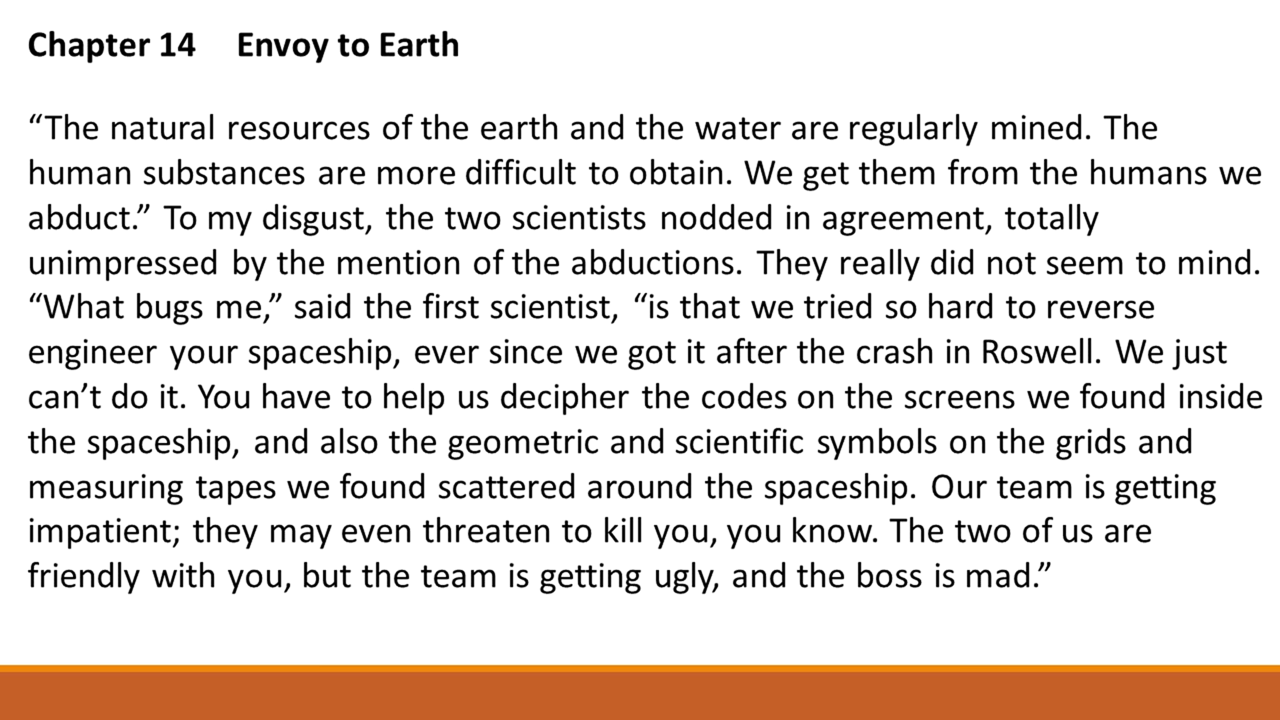 Chapter 14 Envoy to Earth
“The natural resources of the earth and the water are regularly mined. The
human substances are more difficult to obtain. We get them from the humans we
abduct.” To my disgust, the two scientists nodded in agreement, totally
unimpressed by the mention of the abductions. They really did not seem to mind.
“What bugs me,” said the first scientist, “is that we tried so hard to reverse
engineer your spaceship, ever since we got it after the crash in Roswell. We just
can’t do it. You have to help us decipher the codes on the screens we found inside
the spaceship, and also the geometric and scientific symbols on the grids and
measuring tapes we found scattered around the spaceship. Our team is getting
impatient; they may even threaten to kill you, you know. The two of us are
friendly with you, but the team is getting ugly, and the boss is mad.”